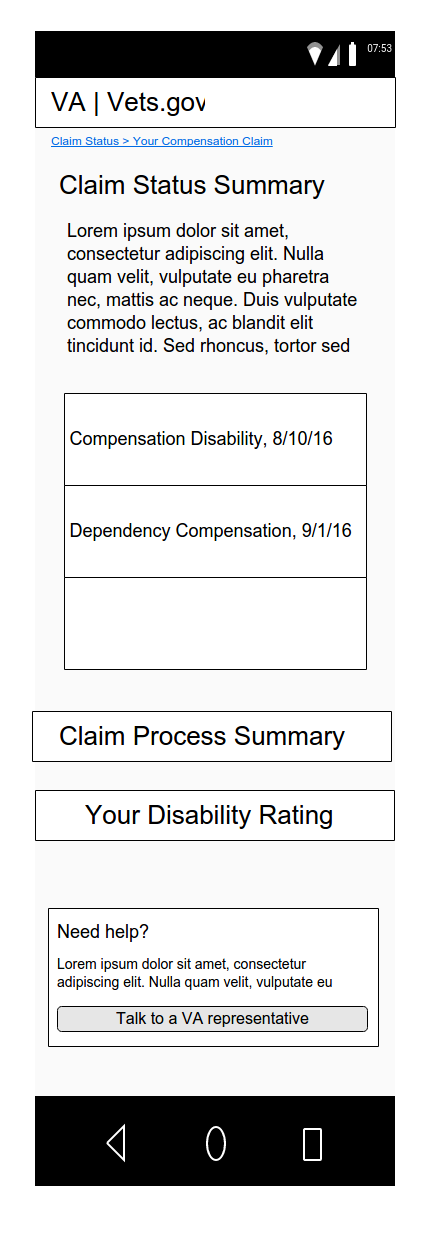 07:53
VA | Vets.gov
Claim Status > Your Compensation Claim
Claim Status Summary
Lorem ipsum dolor sit amet,
consectetur adipiscing elit. Nulla
quam velit, vulputate eu pharetra
nec, mattis ac neque. Duis vulputate
commodo lectus, ac blandit elit
tincidunt id. Sed rhoncus, tortor sed
Compensation Disability, 8/10/16
Dependency Compensation, 9/1/16
Claim Process Summary
Your Disability Rating
Need help?
Lorem ipsum dolor sit amet, consectetur
adipiscing elit. Nulla quam velit, vulputate eu
Talk to a VA representative